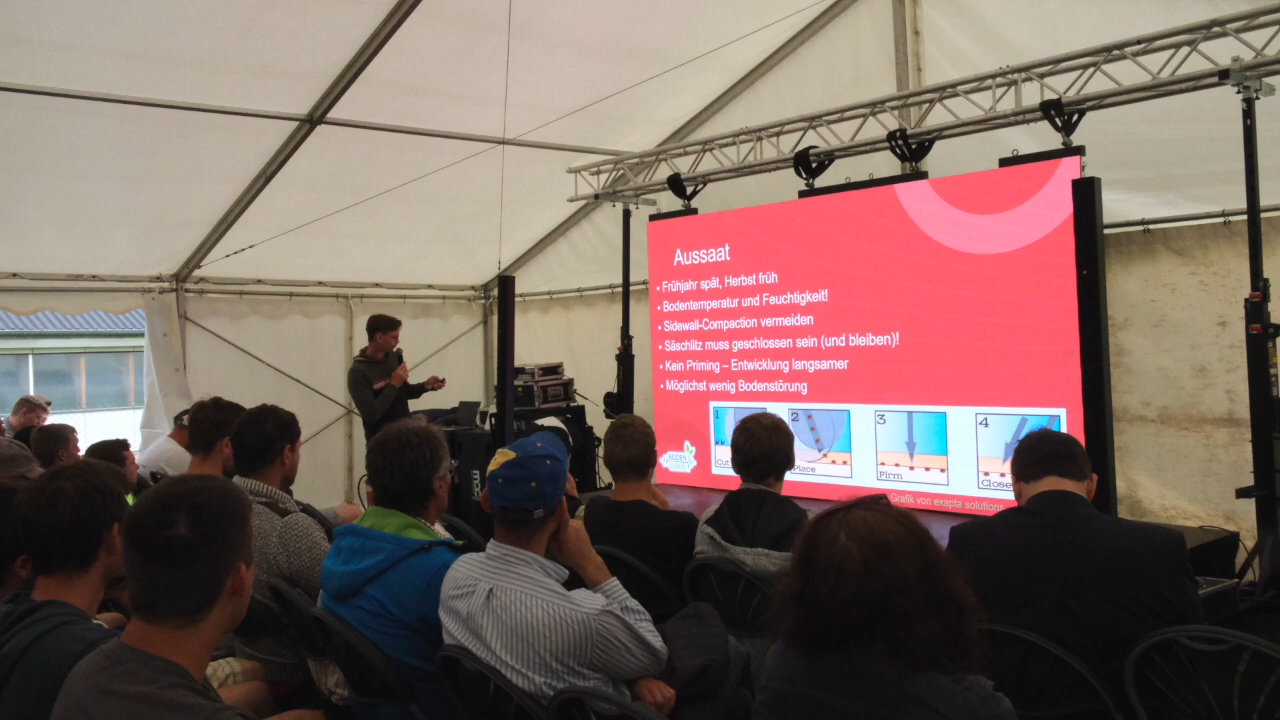 Aussaat
• Frühjahr spät, Herbst früh
• Bodentemperatur und Feuchtigkeit!
• Sidewall-Compaction vermeiden
• Säschlitz muss geschlossen sein (und bleiben)!
• Kein Priming – Entwicklung langsamer
• Möglichst wenig Bodenstörung
1 2 3 4
Cut Place Firm Close
BODEN
Grafik von exapta solutions